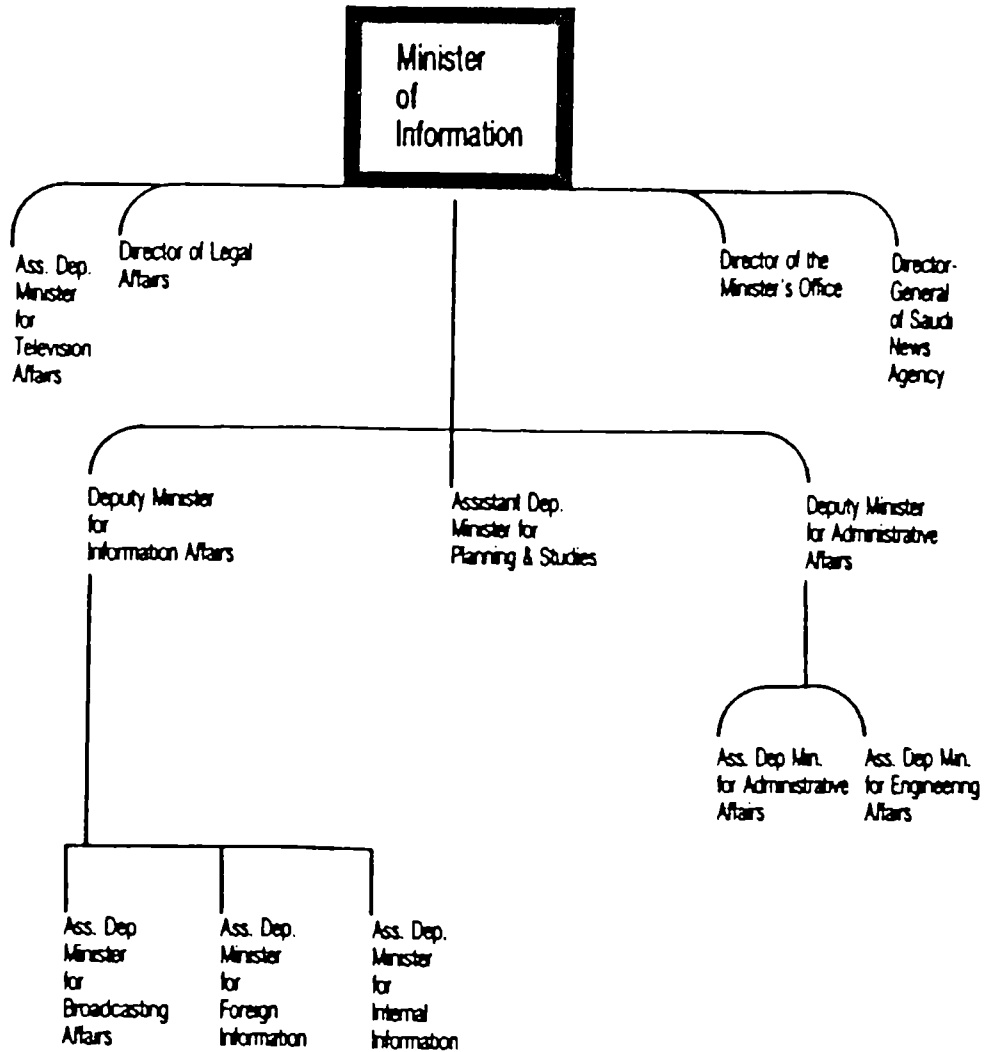 Minister
of
Information
Ass. Dep.
Minister
for
Television
Affairs
Director of Legal
Affairs
Director of the
Minister's Office
Director-
General
of Saudi
News
Agency
Deputy Minister
for
Information Affairs
Assistant Dep.
Minister for
Planning & Studies
Deputy Minister
for Administrative
Affairs
Ass. Dep Min.
for Administrative
Affairs
Ass. Dep Min.
for Engineering
Affairs
Ass. Dep
Minister
for
Broadcasting
Affairs
Ass. Dep.
Minister
for
Foreign
Information
Ass. Dep.
Minister
for
Internal
Information